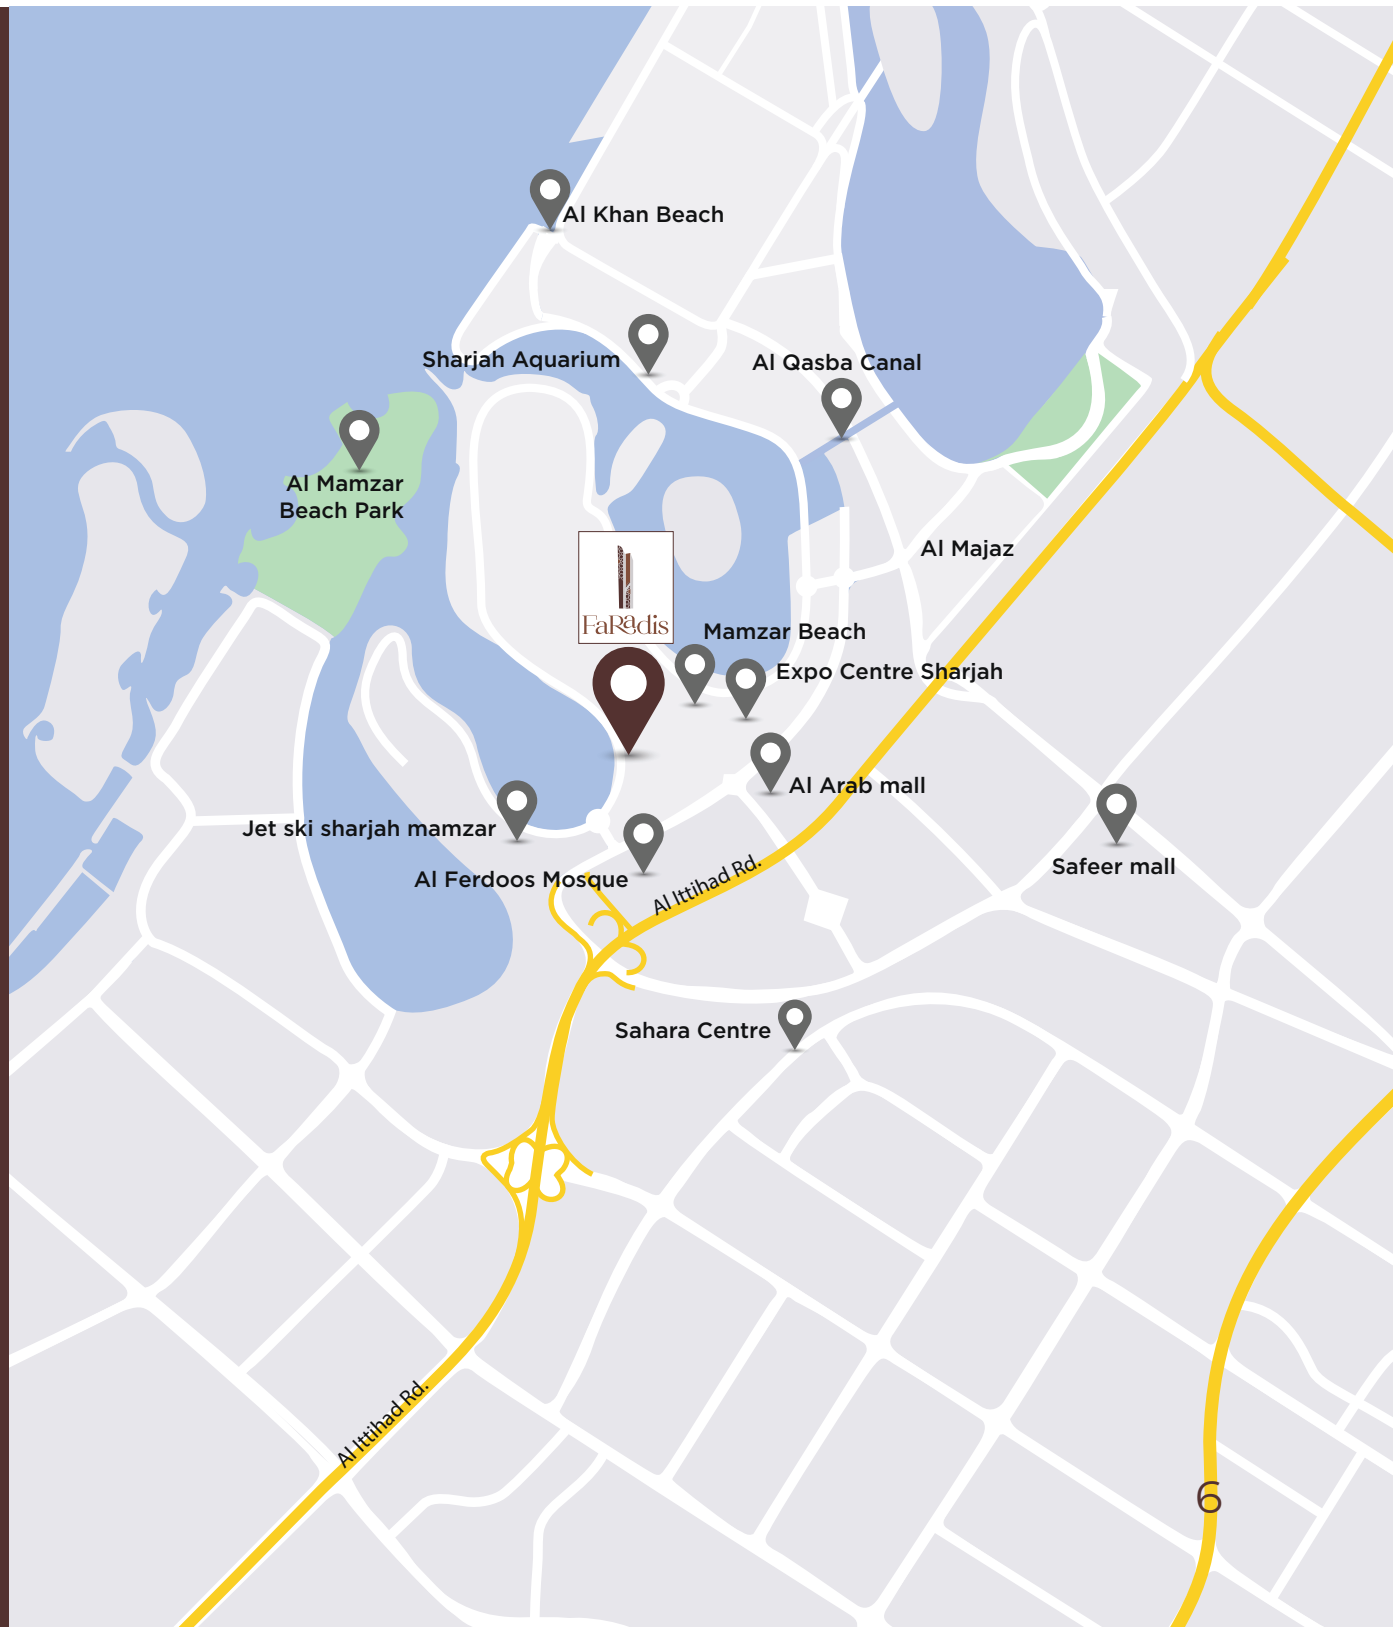 Al Khan Beach
Sharjah Aquarium
Al Qasba Canal
Al Mamzar
Beach Park
Al Majaz
FaRadis
Mamzar Beach
Expo Centre Sharjah
Al Arab mall
Jet ski sharjah mamzar
Safeer mall
Al Ferdoos Mosque
Al Ittihad Rd.
Sahara Centre
Al Ittihad Rd.
6